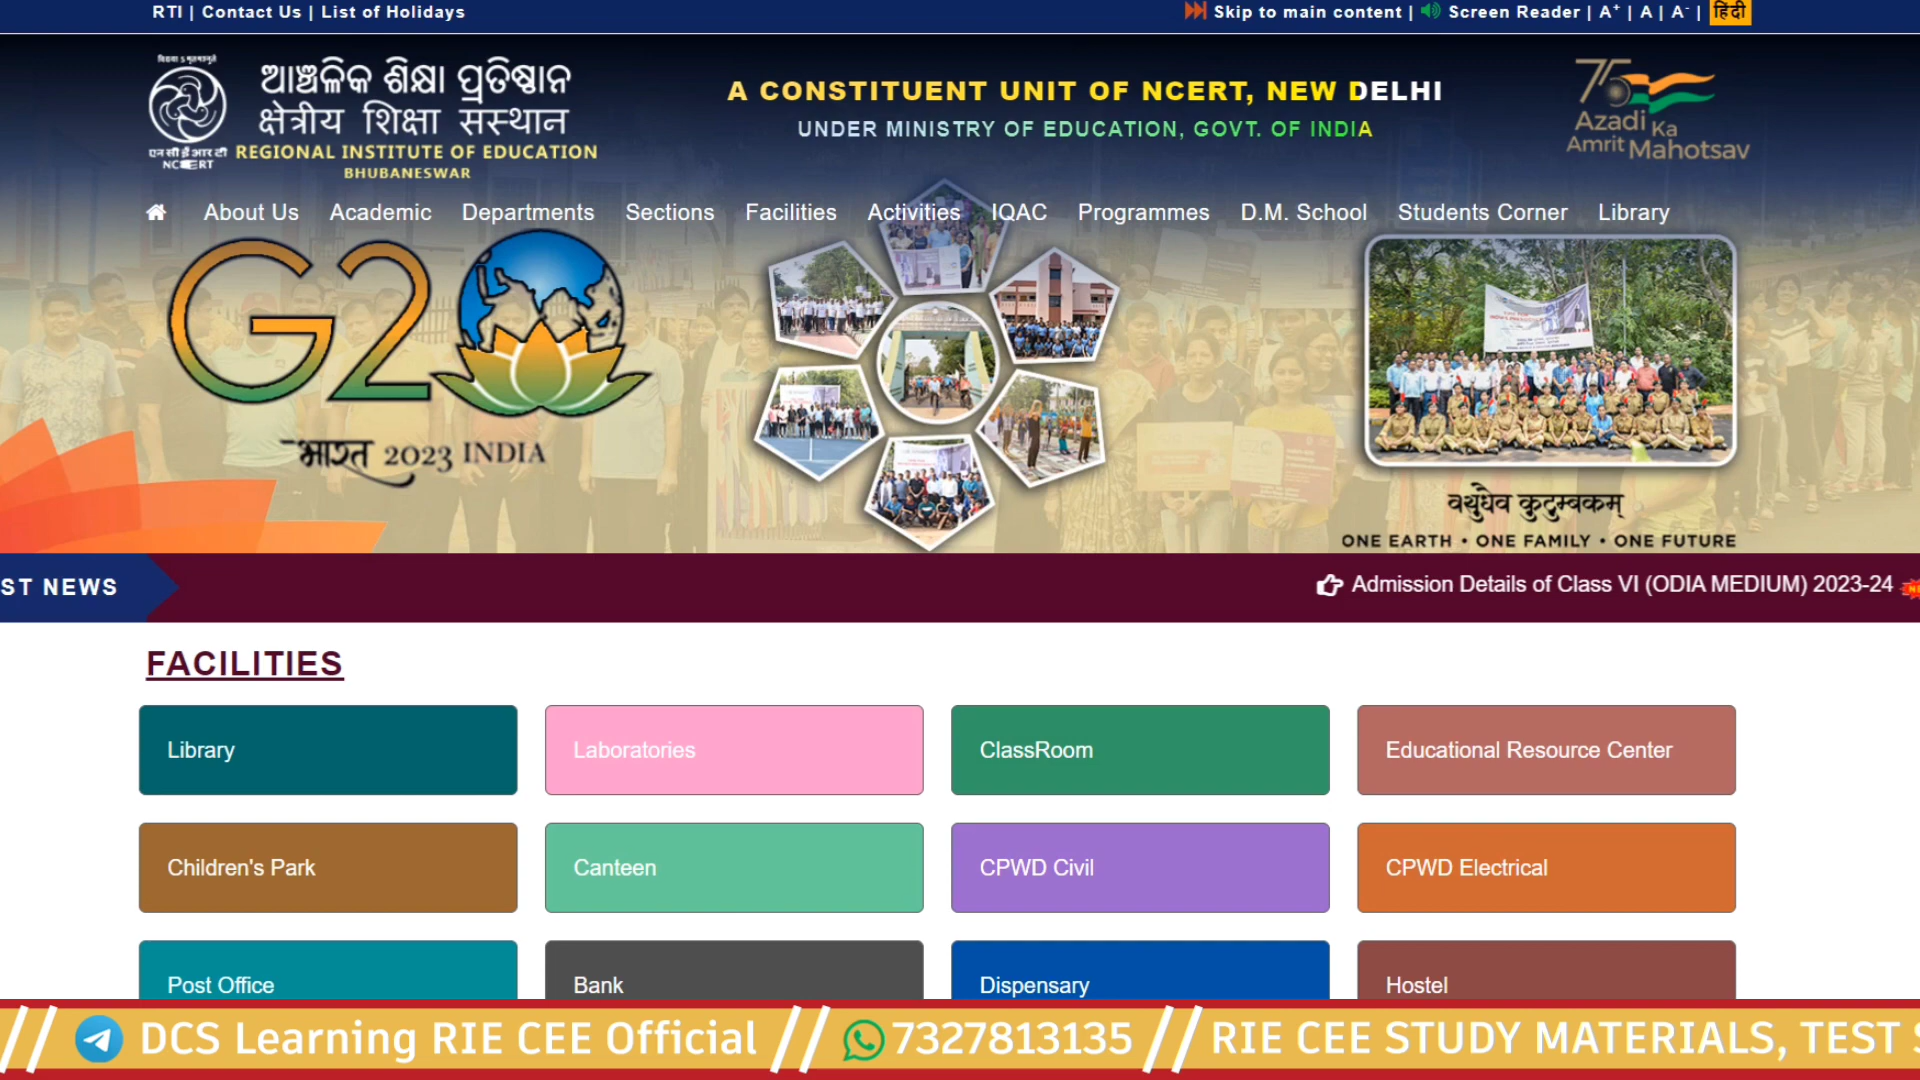 RTI | Contact Us | List of Holidays
Skip to main content | Screen Reader | A+ | A | A- | हिंदी
ଆଞ୍ଚଳିକ ଶିକ୍ଷା ପ୍ରତିଷ୍ଠାନ
क्षेत्रीय शिक्षा संस्थान
एन सी ई आर टी
NCERT
REGIONAL INSTITUTE OF EDUCATION
BHUBANESWAR
A CONSTITUENT UNIT OF NCERT, NEW DELHI
UNDER MINISTRY OF EDUCATION, GOVT. OF INDIA
75
Azadi Ka
Amrit Mahotsav
About Us Academic Departments Sections Facilities Activities IQAC Programmes D.M. School Students Corner Library
G20
भारत 2023 INDIA
वसुधैव कुटुम्बकम्
ONE EARTH • ONE FAMILY • ONE FUTURE
ST NEWS
Admission Details of Class VI (ODIA MEDIUM) 2023-24
FACILITIES
Library
Laboratories
ClassRoom
Educational Resource Center
Children's Park
Canteen
CPWD Civil
CPWD Electrical
Post Office
Bank
Dispensary
Hostel
// DCS Learning RIE CEE Official // 7327813135 // RIE CEE STUDY MATERIALS, TEST S